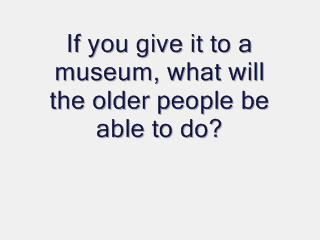 If you give it to a
museum, what will
the older people be
able to do?